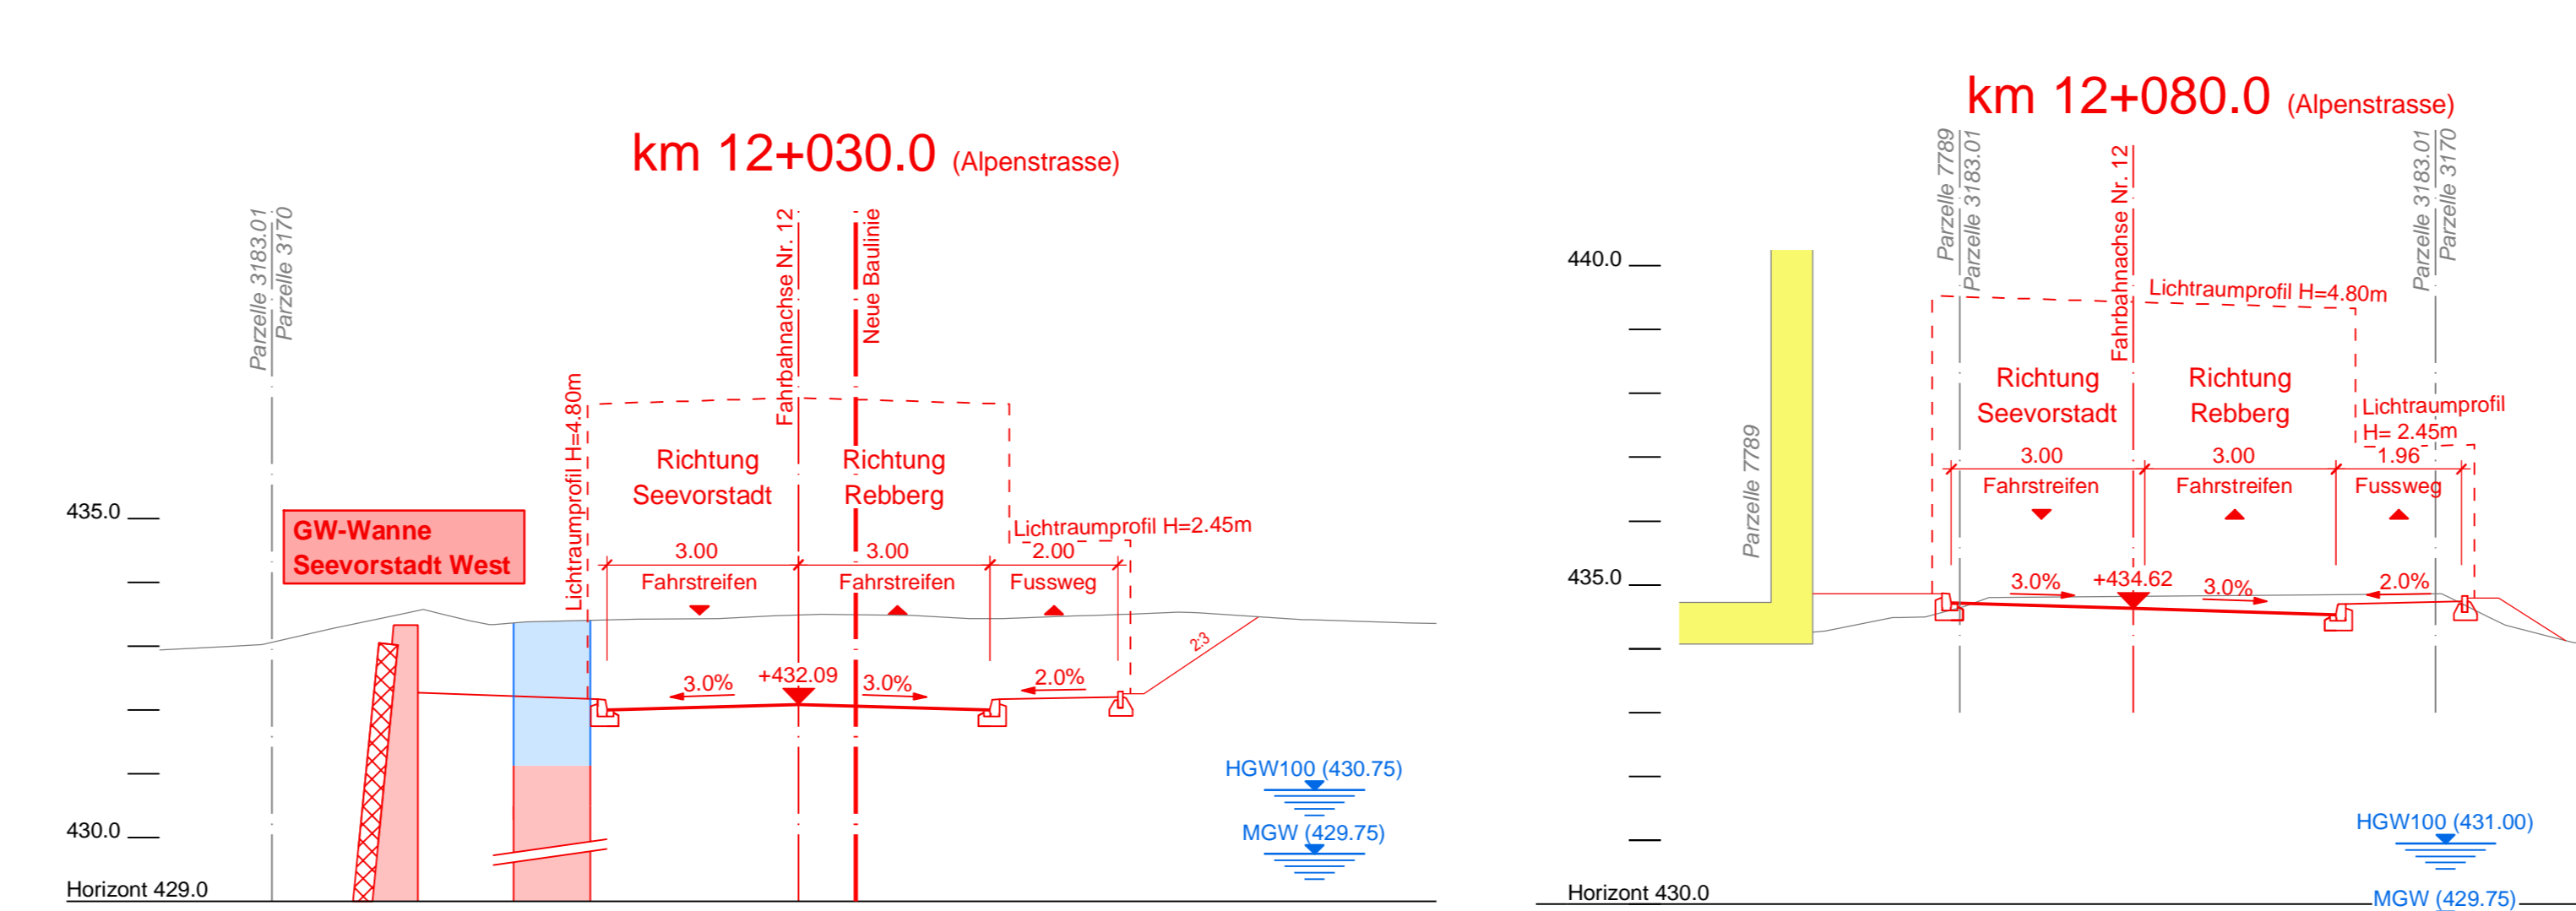 km 12+030.0 (Alpenstrasse)
Parzelle 3183.01
Parzelle 3170
Fahrbahnachse Nr. 12
Neue Baulinie
Lichtraumprofil H=4.80m
Richtung
Seevorstadt
Richtung
Rebberg
435.0
GW-Wanne
Seevorstadt West
Lichtraumprofil H=2.45m
3.00
3.00
2.00
Fahrstreifen
Fahrstreifen
Fussweg
2:3
3.0%
+432.09
3.0%
2.0%
HGW100 (430.75)
430.0
MGW (429.75)
Horizont 429.0
km 12+080.0 (Alpenstrasse)
Parzelle 7789
Parzelle 3183.01
Fahrbahnachse Nr. 12
Parzelle 3183.01
Parzelle 3170
440.0
Lichtraumprofil H=4.80m
Richtung
Seevorstadt
Richtung
Rebberg
Lichtraumprofil
H= 2.45m
Parzelle 7789
3.00
3.00
1.96
Fahrstreifen
Fahrstreifen
Fussweg
435.0
3.0%
+434.62
3.0%
2.0%
HGW100 (431.00)
Horizont 430.0
MGW (429.75)